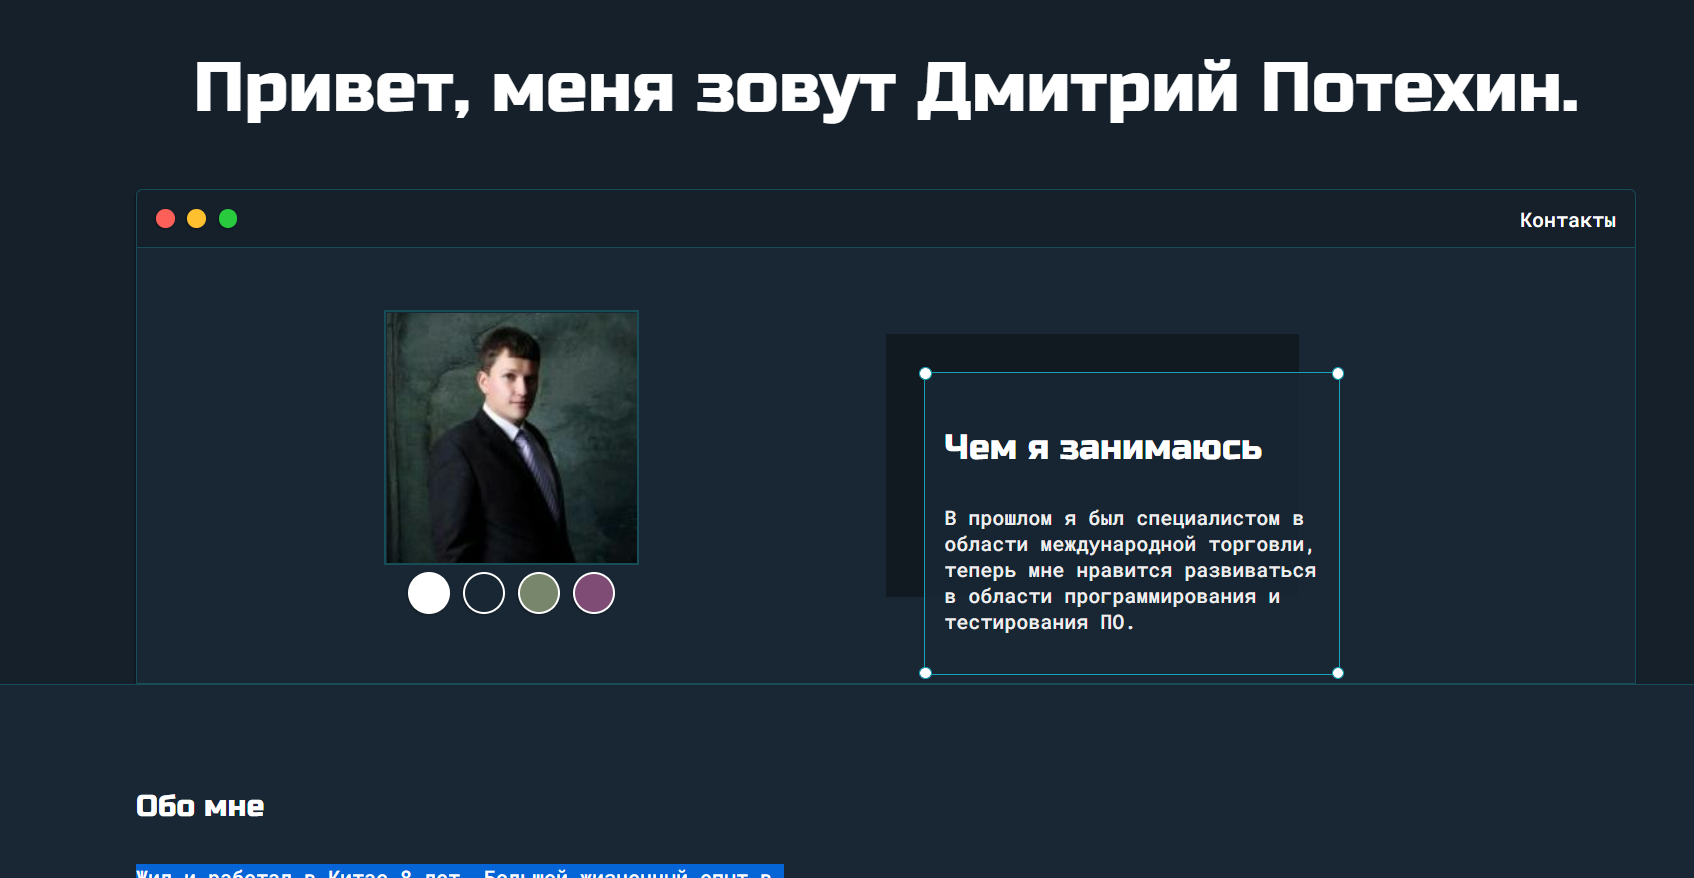 Привет, меня зовут Дмитрий Потехин.
Контакты
Чем я занимаюсь
В прошлом я был специалистом в
области международной торговли,
теперь мне нравится развиваться
в области программирования и
тестирования ПО.
Обо мне
Жил и работал в Китае 8 лет. Большой жизненный опыт в